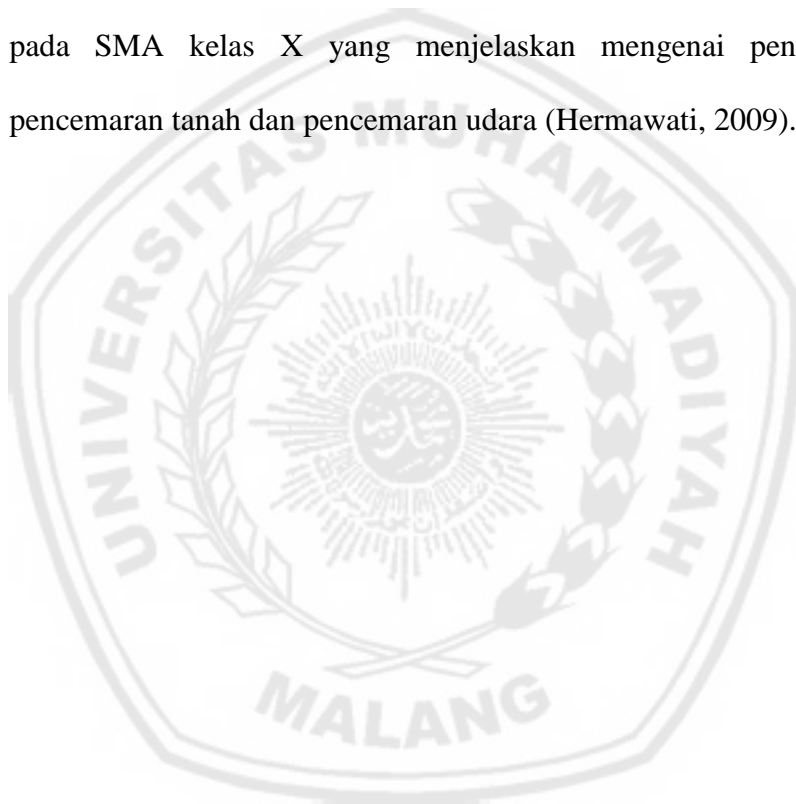 pada SMA kelas X yang menjelaskan mengenai pen
pencemaran tanah dan pencemaran udara (Hermawati, 2009).
UNIVERSITAS MUHAMMADIYAH
MALANG